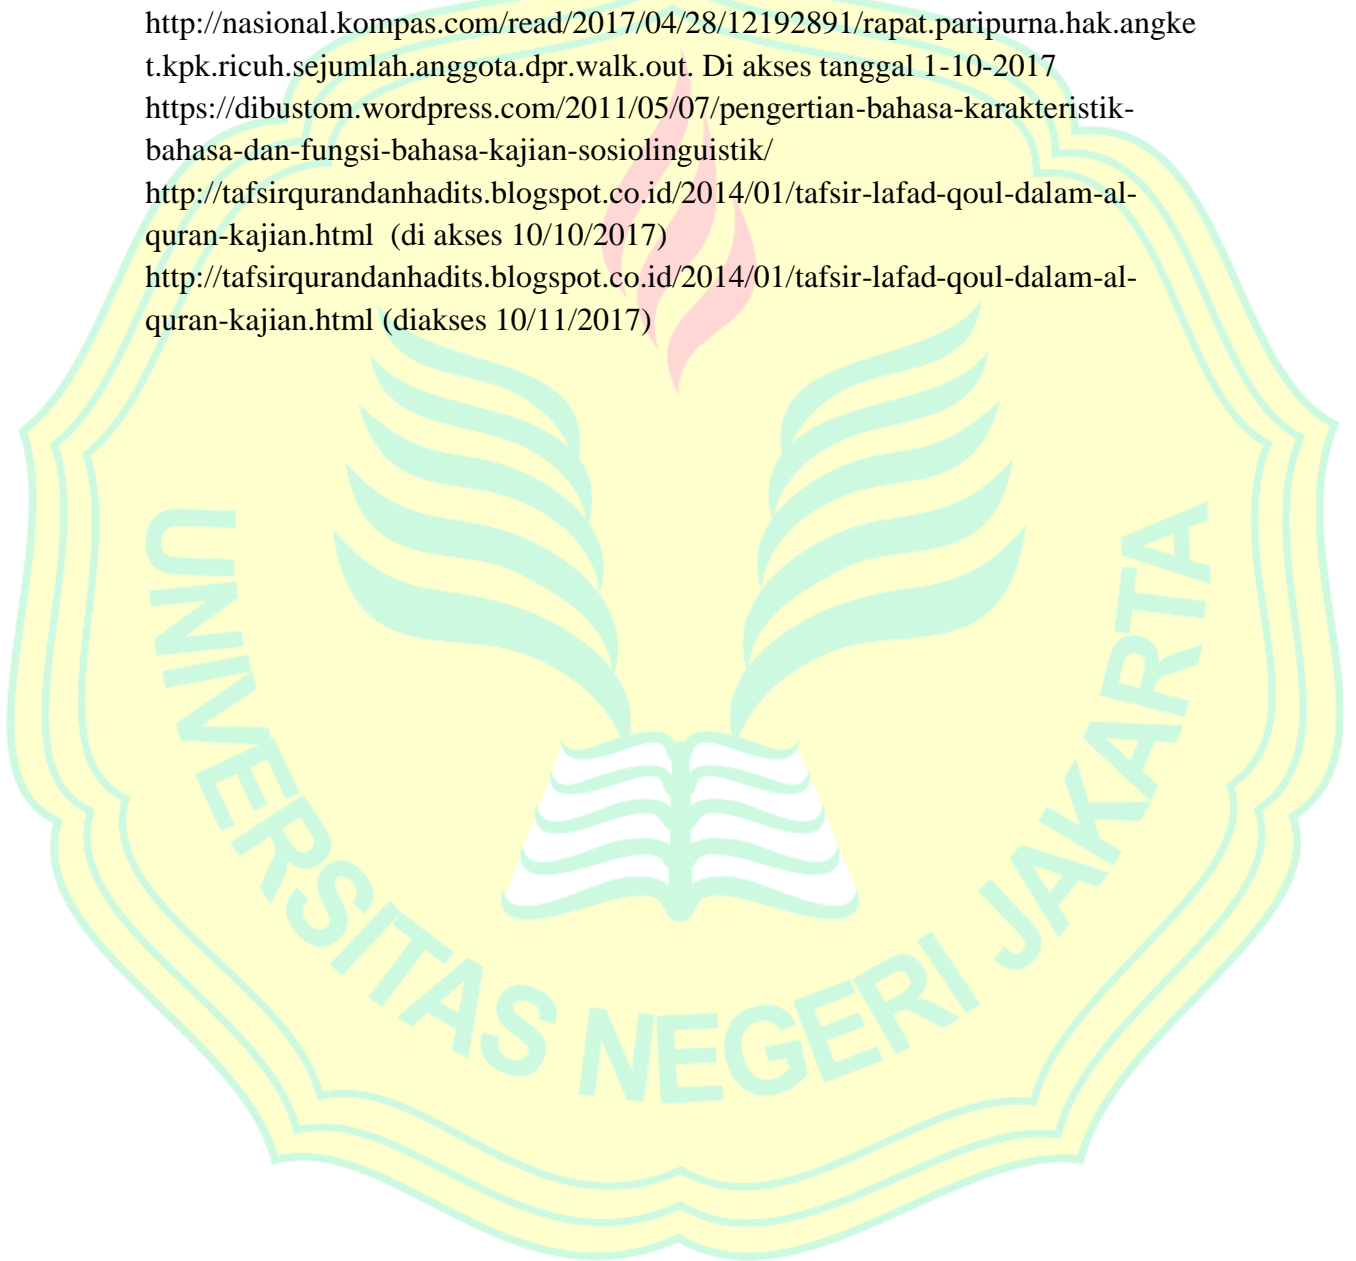 http://nasional.kompas.com/read/2017/04/28/12192891/rapat.paripurna.hak.angke
t.kpk.ricuh.sejumlah.anggota.dpr.walk.out. Di akses tanggal 1-10-2017
https://dibustom.wordpress.com/2011/05/07/pengertian-bahasa-karakteristik-
bahasa-dan-fungsi-bahasa-kajian-sosiolinguistik/
http://tafsirqurandanhadits.blogspot.co.id/2014/01/tafsir-lafad-qoul-dalam-al-
quran-kajian.html  (di akses 10/10/2017)
http://tafsirqurandanhadits.blogspot.co.id/2014/01/tafsir-lafad-qoul-dalam-al-
quran-kajian.html (diakses 10/11/2017)
UNIVERSITAS NEGERI JAKARTA